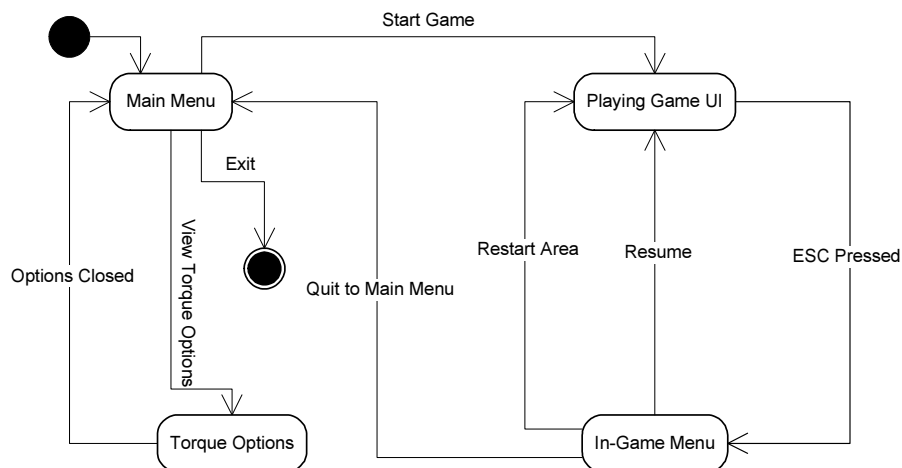 Start Game
Main Menu
Playing Game UI
Exit
View Torque Options
Restart Area
Resume
ESC Pressed
Options Closed
Quit to Main Menu
Torque Options
In-Game Menu